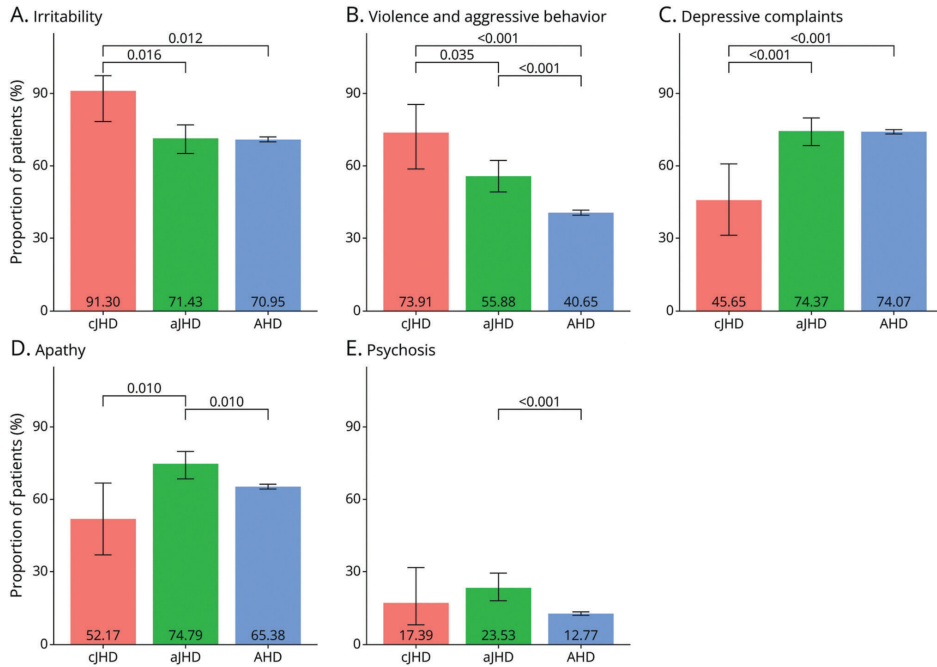 A. Irritability
0.012
0.016
Proportion of patients (%)
90
60
30
0
91.30
71.43
70.95
cJHD
aJHD
AHD
B. Violence and aggressive behavior
<0.001
0.035
<0.001
90
60
30
0
73.91
55.88
40.65
cJHD
aJHD
AHD
C. Depressive complaints
<0.001
<0.001
90
60
30
0
45.65
74.37
74.07
cJHD
aJHD
AHD
D. Apathy
0.010
0.010
Proportion of patients (%)
90
60
30
0
52.17
74.79
65.38
cJHD
aJHD
AHD
E. Psychosis
<0.001
90
60
30
0
17.39
23.53
12.77
cJHD
aJHD
AHD